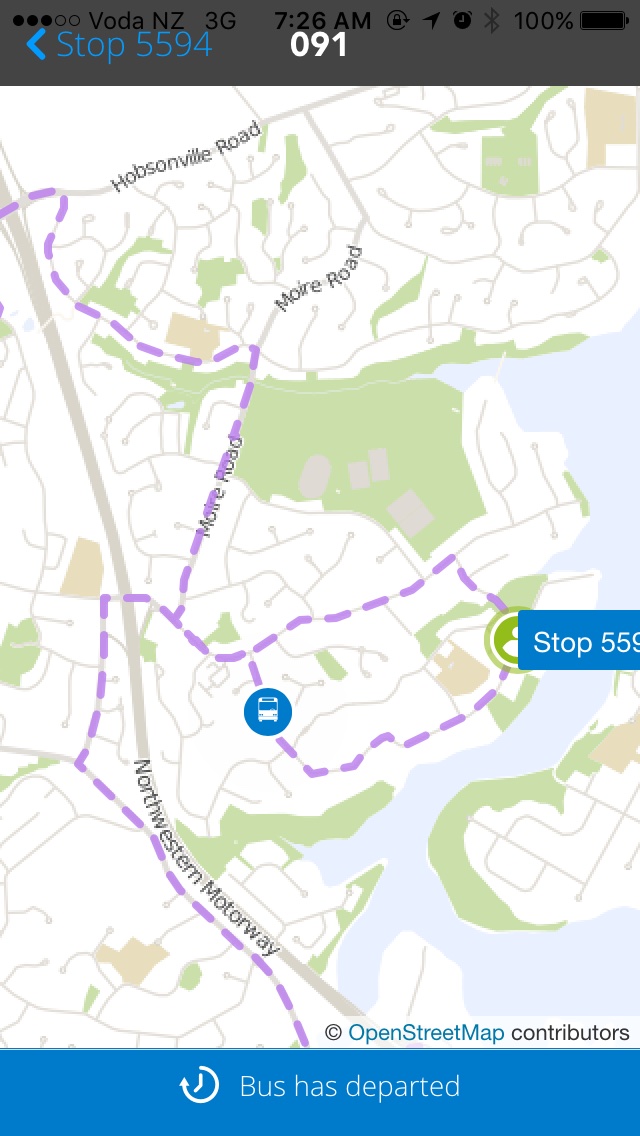 Voda NZ 3G 7:26 AM 100%
Stop 5594 091
Hobsonville Road
Moire Road
Moire Road
Stop 559
Northwestern Motorway
© OpenStreetMap contributors
Bus has departed